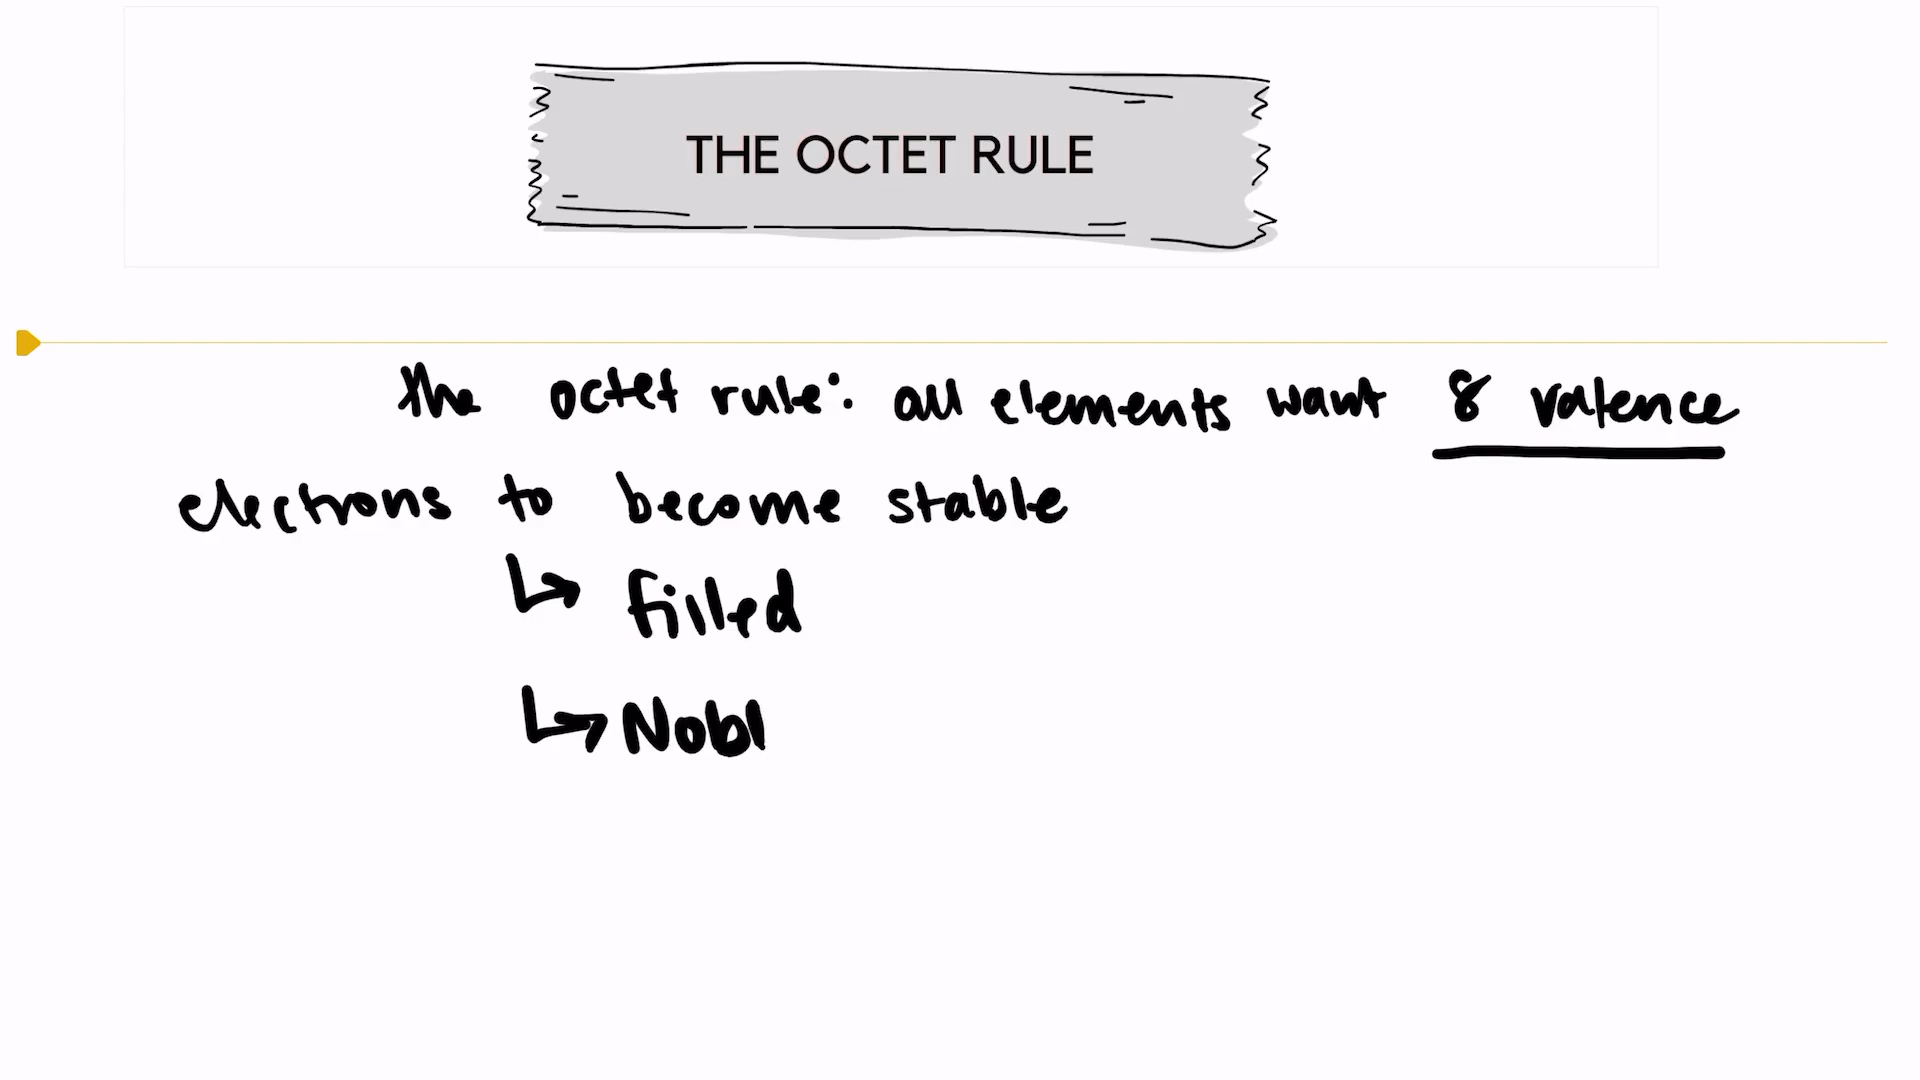 THE OCTET RULE
the octet rule: all elements want 8 valence
electrons to become stable
↳ filled
↳ Nobl